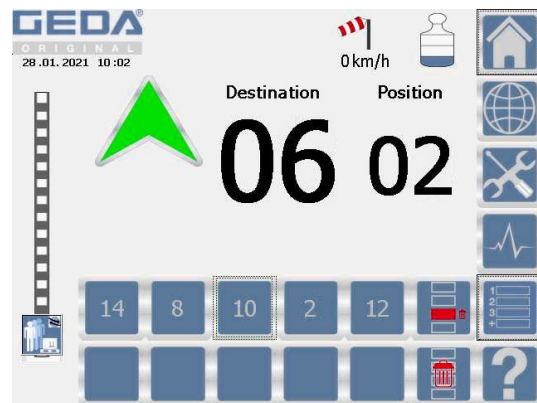 GEDA
ORIGINAL
28.01.2021 10:02
0km/h
Destination Position
06 02
14 8 10 2 12
1
2
3
+
?